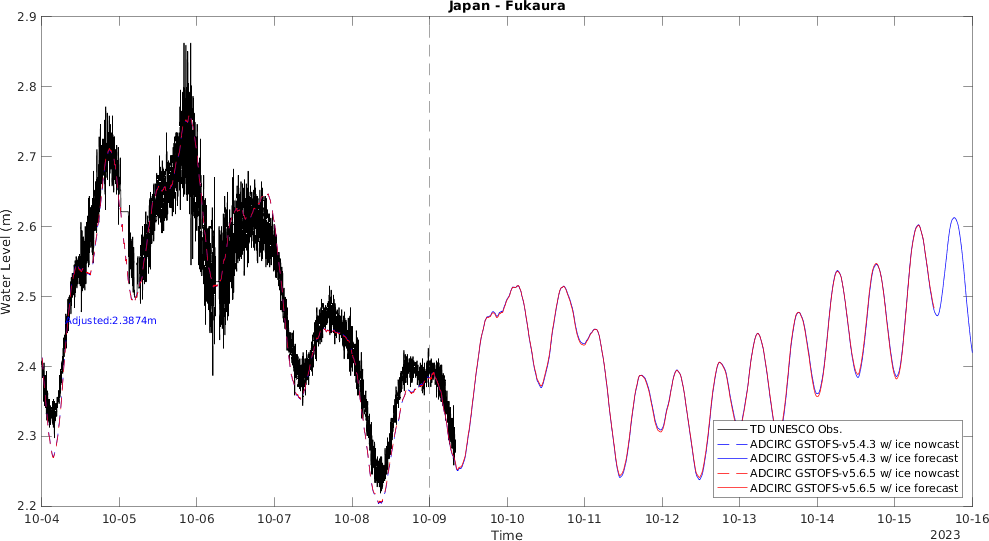 Japan - Fukaura
Water Level (m)
2.9
2.8
2.7
2.6
2.5
2.4
2.3
2.2
Adjusted:2.3874m
TD UNESCO Obs.
ADCIRC GSTOFS-v5.4.3 w/ ice nowcast
ADCIRC GSTOFS-v5.4.3 w/ ice forecast
ADCIRC GSTOFS-v5.6.5 w/ ice nowcast
ADCIRC GSTOFS-v5.6.5 w/ ice forecast
10-04 10-05 10-06 10-07 10-08 10-09 10-10 10-11 10-12 10-13 10-14 10-15 10-16
Time
2023